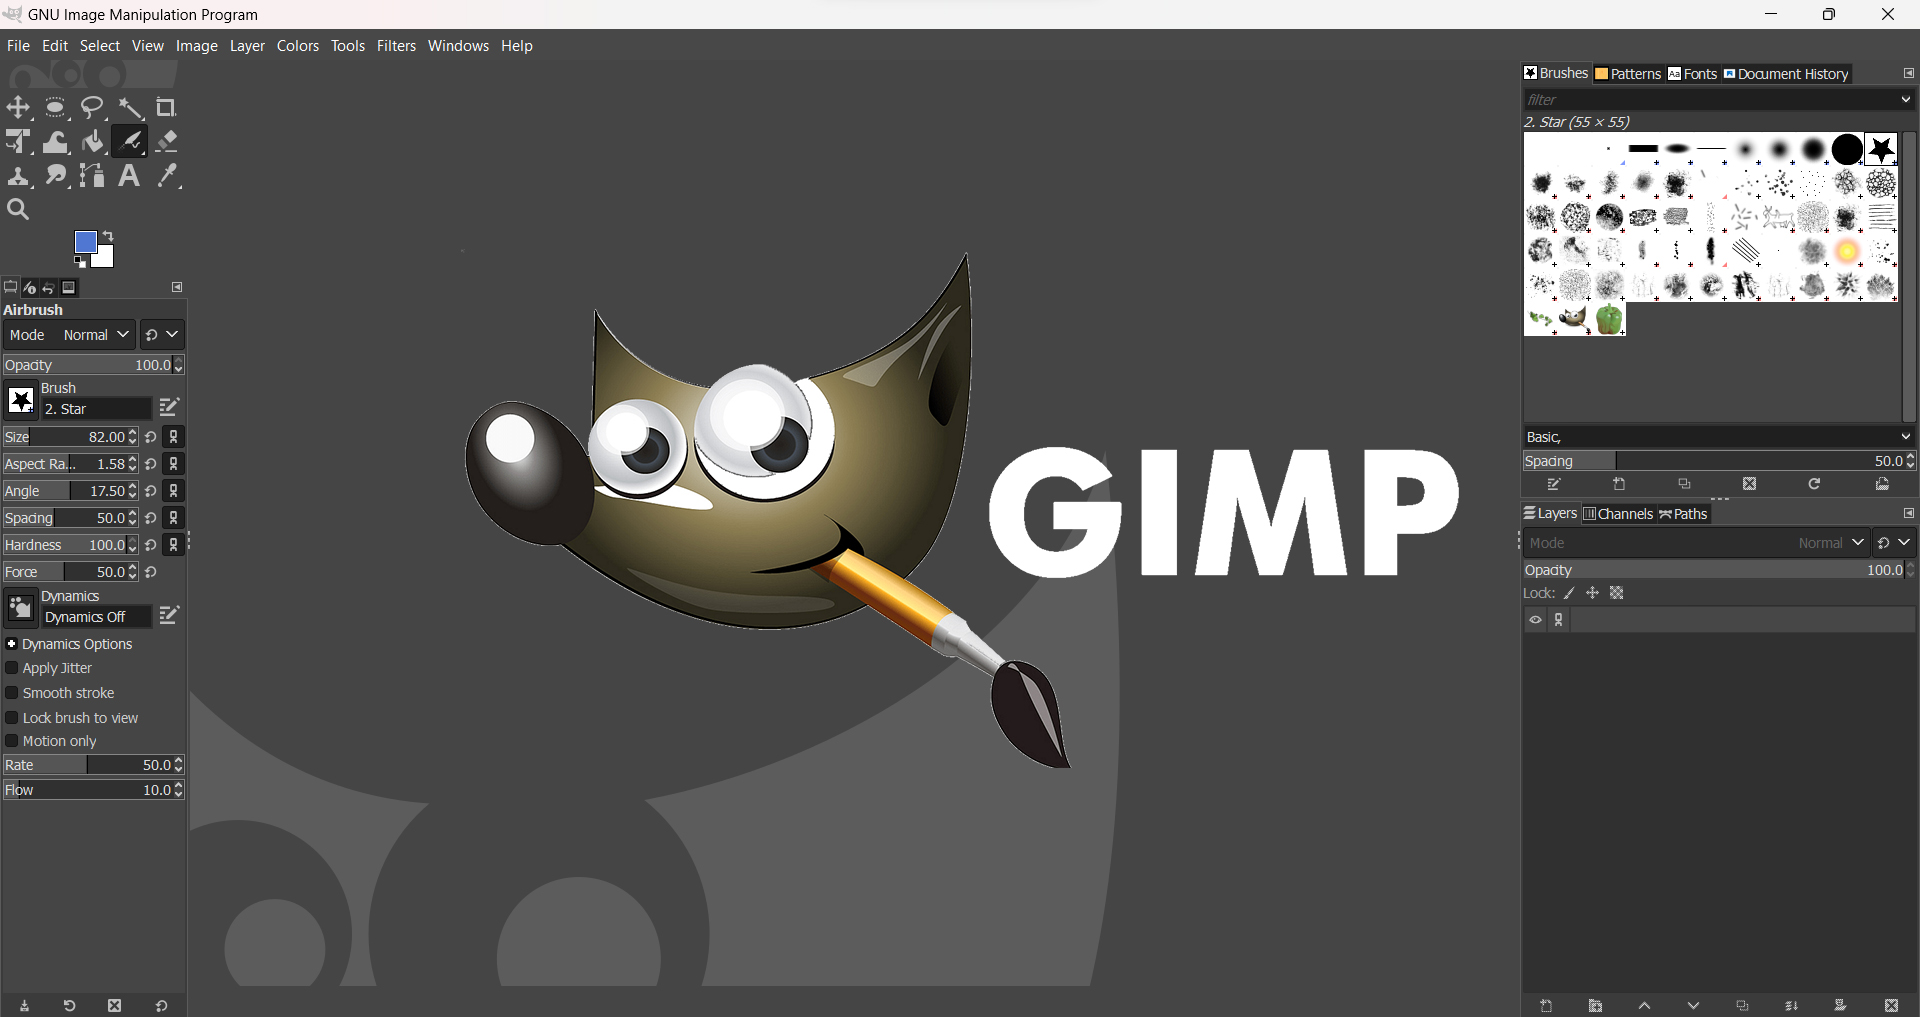 GNU Image Manipulation Program
File Edit Select View Image Layer Colors Tools Filters Windows Help
Airbrush
Mode Normal
Opacity 100.0
Brush
2. Star
Size 82.00
Aspect Ra... 1.58
Angle 17.50
Spacing 50.0
Hardness 100.0
Force 50.0
Dynamics
Dynamics Off
Dynamics Options
Apply Jitter
Smooth stroke
Lock brush to view
Motion only
Rate 50.0
Flow 10.0
GIMP
Brushes Patterns Aa Fonts Document History
filter
2. Star (55 × 55)
Basic,
Spacing 50.0
Layers Channels Paths
Mode Normal
Opacity 100.0
Lock: